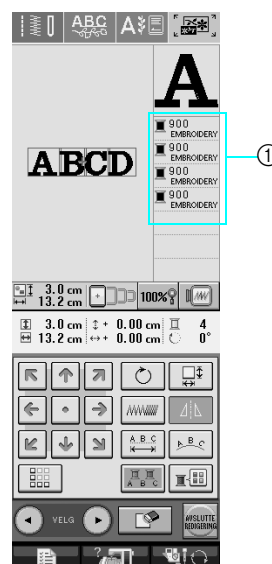 ABC A
A
900
EMBROIDERY
900
EMBROIDERY
900
EMBROIDERY
900
EMBROIDERY
①
ABCD
3.0 cm
13.2 cm
100%
3.0 cm + 0.00 cm 4
13.2 cm + 0.00 cm 0°
A B C
A B C
A B C
VELG
AVSLUTTE
REDIGERING
?